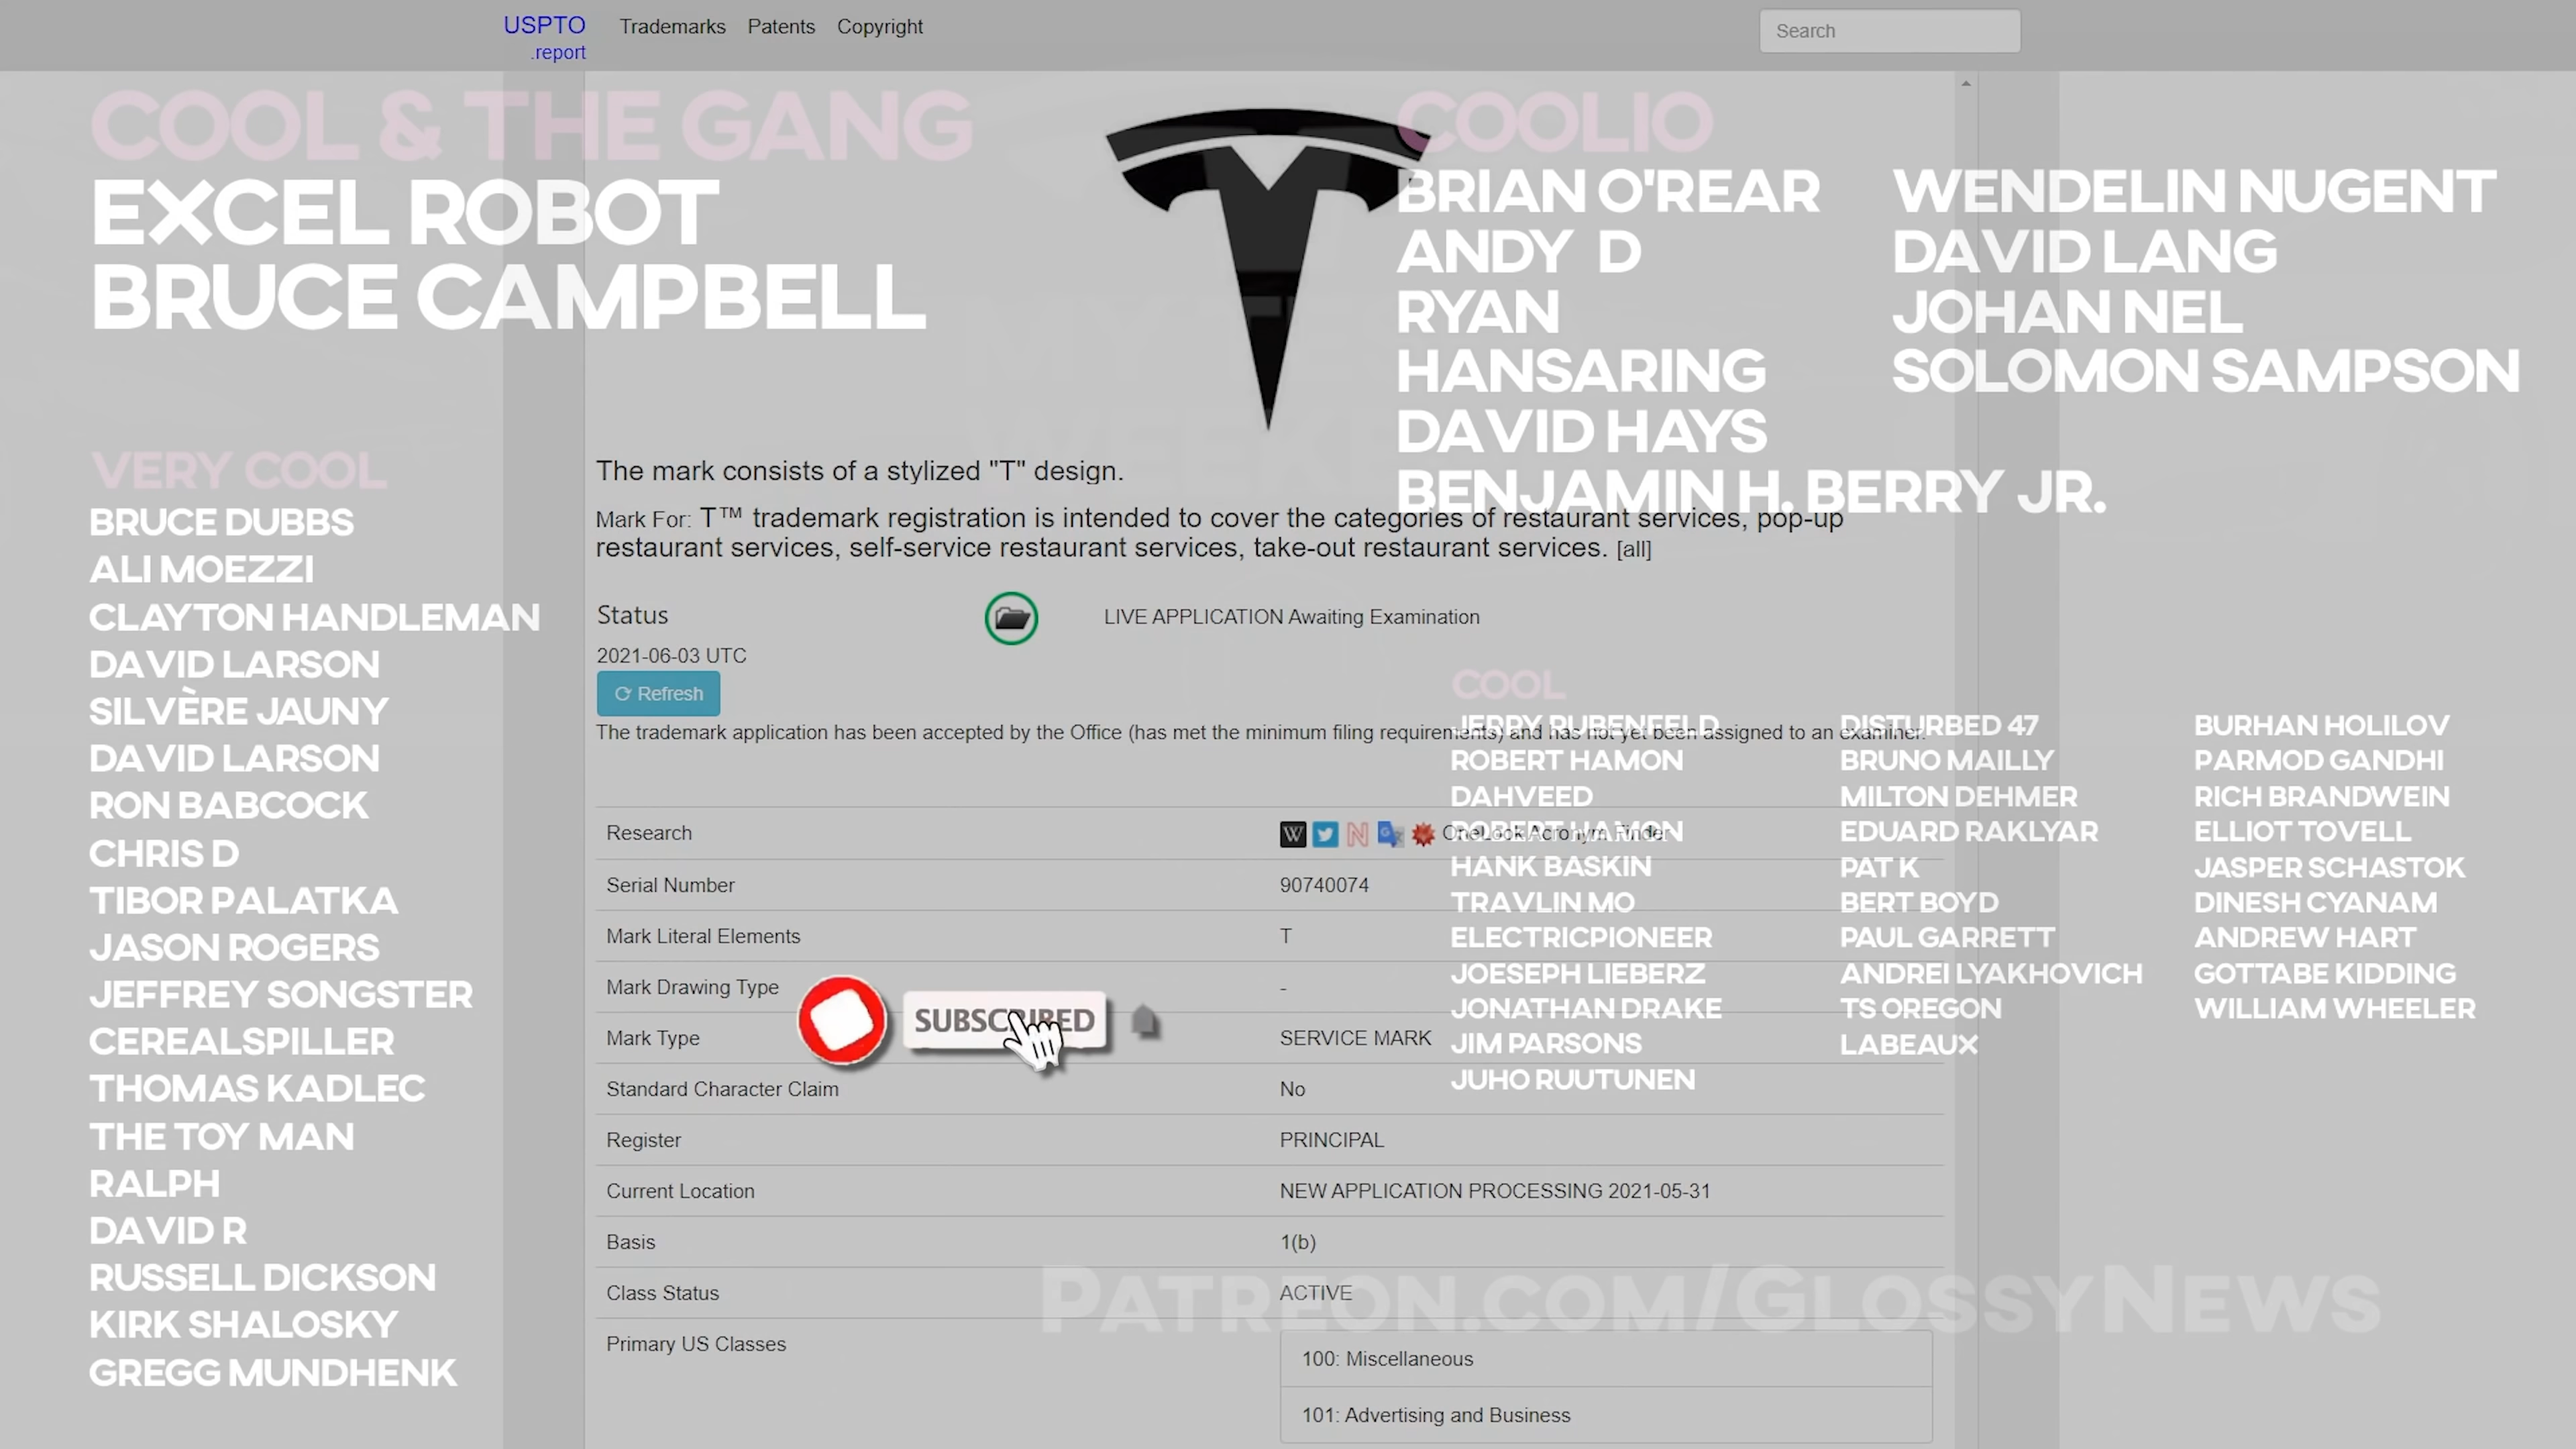 USPTO
.report
Trademarks Patents Copyright
Search
COOL & THE GANG
EXCEL ROBOT
BRUCE CAMPBELL
COOLIO
BRIAN O'REAR
ANDY D
RYAN
HANSARING
DAVID HAYS
BENJAMIN H. BERRY JR.
WENDELIN NUGENT
DAVID LANG
JOHAN NEL
SOLOMON SAMPSON
VERY COOL
BRUCE DUBBS
ALI MOEZZI
CLAYTON HANDLEMAN
DAVID LARSON
SILVÈRE JAUNY
DAVID LARSON
RON BABCOCK
CHRIS D
TIBOR PALATKA
JASON ROGERS
JEFFREY SONGSTER
CEREALSPILLER
THOMAS KADLEC
THE TOY MAN
RALPH
DAVID R
RUSSELL DICKSON
KIRK SHALOSKY
GREGG MUNDHENK
The mark consists of a stylized "T" design.
Mark For: T™ trademark registration is intended to cover the categories of restaurant services, pop-up
restaurant services, self-service restaurant services, take-out restaurant services. [all]
Status
LIVE APPLICATION Awaiting Examination
2021-06-03 UTC
Refresh
The trademark application has been accepted by the Office (has met the minimum filing requirements) and has not yet been assigned to an examiner.
COOL
JERRY RUBENFELD
ROBERT HAMON
DAHVEED
ROBERT HAMON
HANK BASKIN
TRAVLIN MO
ELECTRICPIONEER
JOESEPH LIEBERZ
JONATHAN DRAKE
JIM PARSONS
JUHO RUUTUNEN
DISTURBED 47
BRUNO MAILLY
MILTON DEHMER
EDUARD RAKLYAR
PAT K
BERT BOYD
PAUL GARRETT
ANDREI LYAKHOVICH
TS OREGON
LABEAUX
BURHAN HOLILOV
PARMOD GANDHI
RICH BRANDWEIN
ELLIOT TOVELL
JASPER SCHASTOK
DINESH CYANAM
ANDREW HART
GOTTABE KIDDING
WILLIAM WHEELER
Research W N G OneLook Acronym Finder
Serial Number 90740074
Mark Literal Elements T
Mark Drawing Type -
SUBSCRIBED
Mark Type SERVICE MARK
Standard Character Claim No
Register PRINCIPAL
Current Location NEW APPLICATION PROCESSING 2021-05-31
Basis 1(b)
Class Status ACTIVE
PATREON.COM/GLOSSYNEWS
Primary US Classes
100: Miscellaneous
101: Advertising and Business